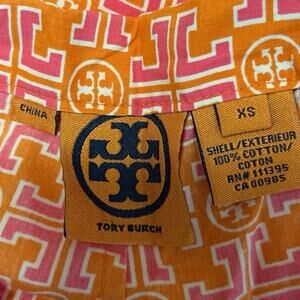 CHINA
TORY BURCH
XS
SHELL/EXTERIEUR
100% COTTON/
COTON
RN# 111395
CA 00985